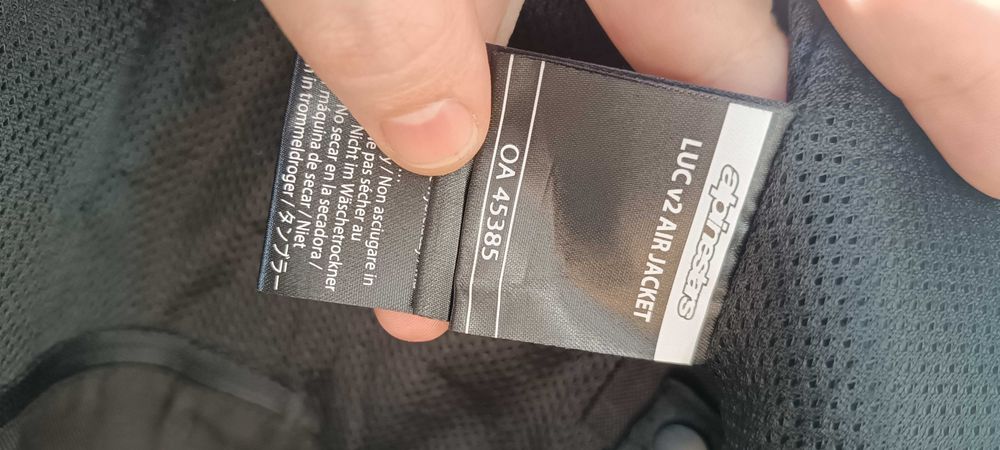 alpinestars
LUC v2 AIR JACKET
OA 45385
y / Non asciugare in
pas sécher au
Nicht im Wäschetrockner
No secar en la secadora /
máquina de secar / Niet
in trommeldroger / タンブラー